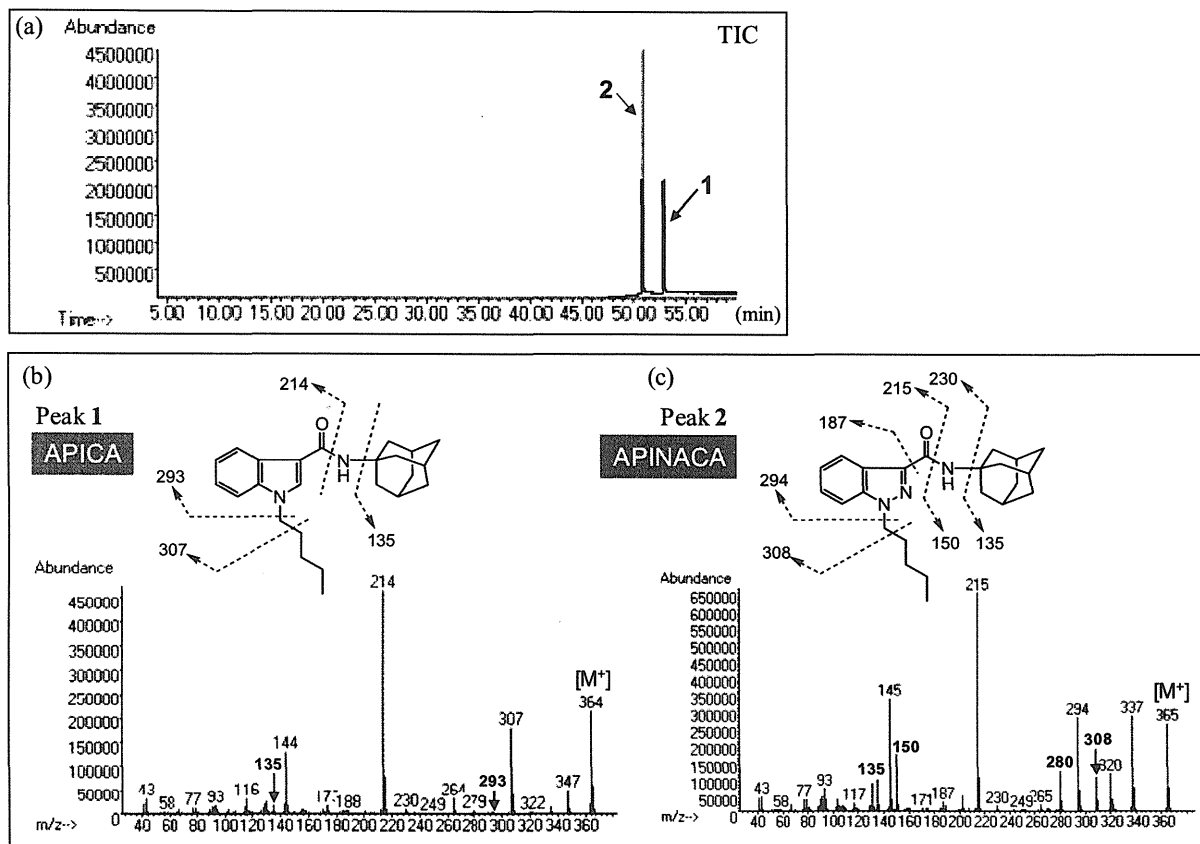 (a) Abundance
TIC
4500000
4000000
3500000
3000000
2500000
2000000
1500000
1000000
500000
2
1
Time-->
5.00 10.00 15.00 20.00 25.00 30.00 35.00 40.00 45.00 50.00 55.00 (min)
(b)
Peak 1
APICA
214
O
N
H
N
293
307
135
Abundance
450000
400000
350000
300000
250000
200000
150000
100000
50000
0
43 58 77 93 116 135 144 188 214 230 249 264 279 293 307 322 347 364
[M+]
m/z--> 40 60 80 100 120 140 160 180 200 220 240 260 280 300 320 340 360
(c)
Peak 2
APINACA
187
215
230
O
N
H
N
N
294
308
150
135
Abundance
650000
600000
550000
500000
450000
400000
350000
300000
250000
200000
150000
100000
50000
0
43 58 77 93 117 135 145 150 171 187 215 230 249 265 280 294 308 320 337 365
[M+]
m/z--> 40 60 80 100 120 140 160 180 200 220 240 260 280 300 320 340 360